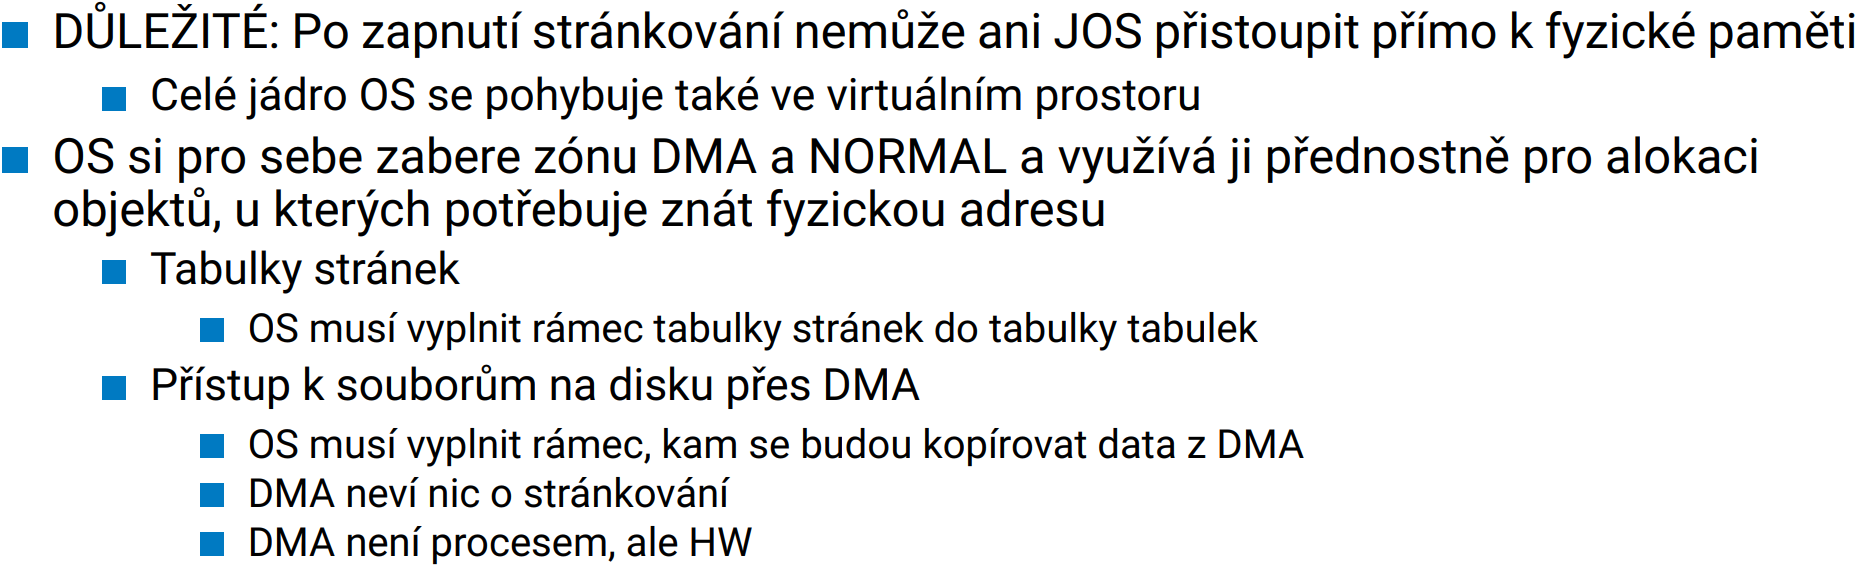 DŮLEŽITÉ: Po zapnutí stránkování nemůže ani JOS přistoupit přímo k fyzické paměti
Celé jádro OS se pohybuje také ve virtuálním prostoru
OS si pro sebe zabere zónu DMA a NORMAL a využívá ji přednostně pro alokaci
objektů, u kterých potřebuje znát fyzickou adresu
Tabulky stránek
OS musí vyplnit rámec tabulky stránek do tabulky tabulek
Přístup k souborům na disku přes DMA
OS musí vyplnit rámec, kam se budou kopírovat data z DMA
DMA neví nic o stránkování
DMA není procesem, ale HW